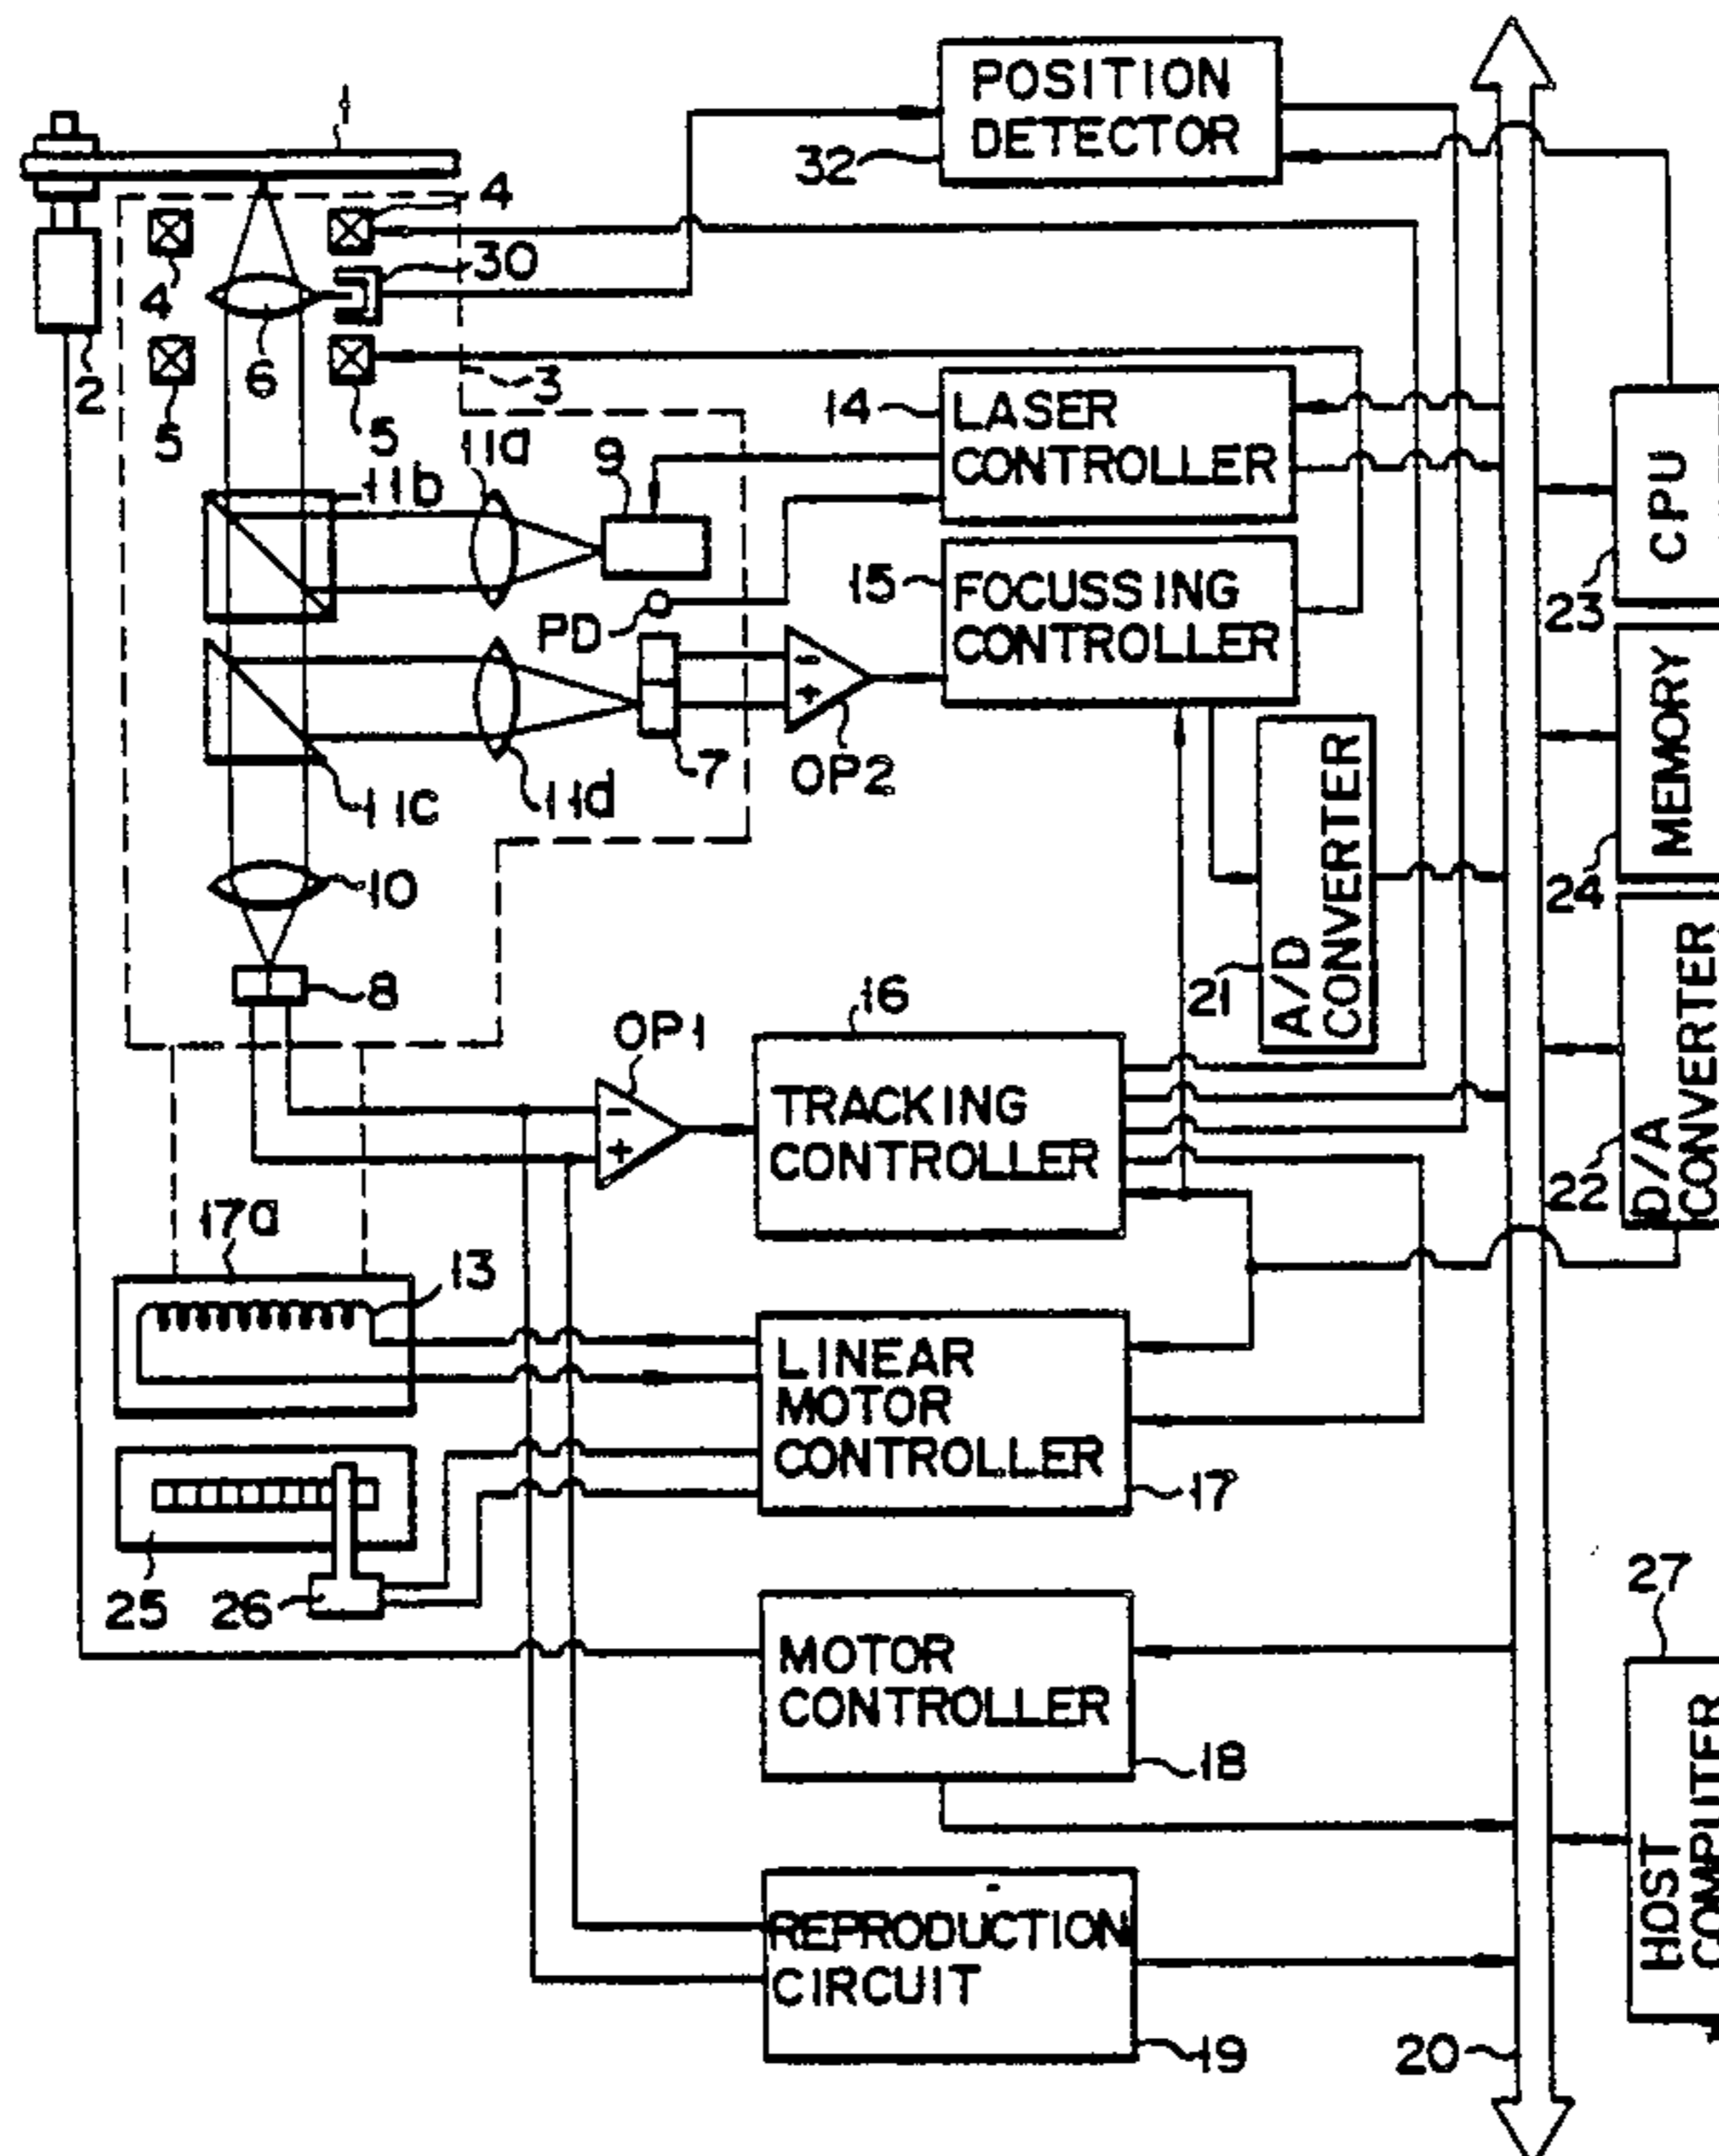 1
POSITION
DETECTOR
32
4
30
4
6
2
3
5
5
11a
9
14
LASER
CONTROLLER
11b
PD
15
FOCUSSING
CONTROLLER
-
+
7
OP2
11d
11c
10
8
CPU
23
MEMORY
24
A/D
CONVERTER
21
D/A
CONVERTER
22
16
OP1
-
+
TRACKING
CONTROLLER
17a
13
LINEAR
MOTOR
CONTROLLER
17
25
26
MOTOR
CONTROLLER
18
27
HOST
COMPUTER
REPRODUCTION
CIRCUIT
19
20